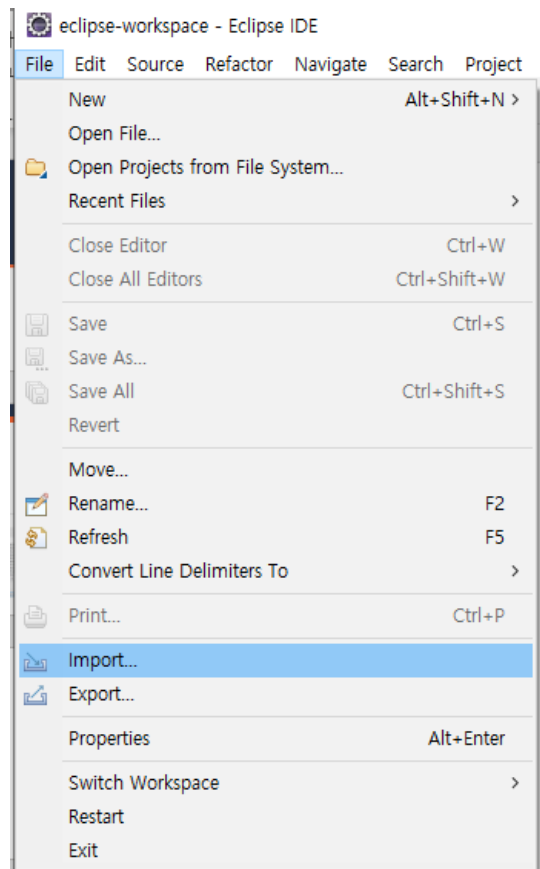 eclipse-workspace - Eclipse IDE
File Edit Source Refactor Navigate Search Project
New Alt+Shift+N >
Open File...
Open Projects from File System...
Recent Files >
Close Editor Ctrl+W
Close All Editors Ctrl+Shift+W
Save Ctrl+S
Save As...
Save All Ctrl+Shift+S
Revert
Move...
Rename... F2
Refresh F5
Convert Line Delimiters To >
Print... Ctrl+P
Import...
Export...
Properties Alt+Enter
Switch Workspace >
Restart
Exit